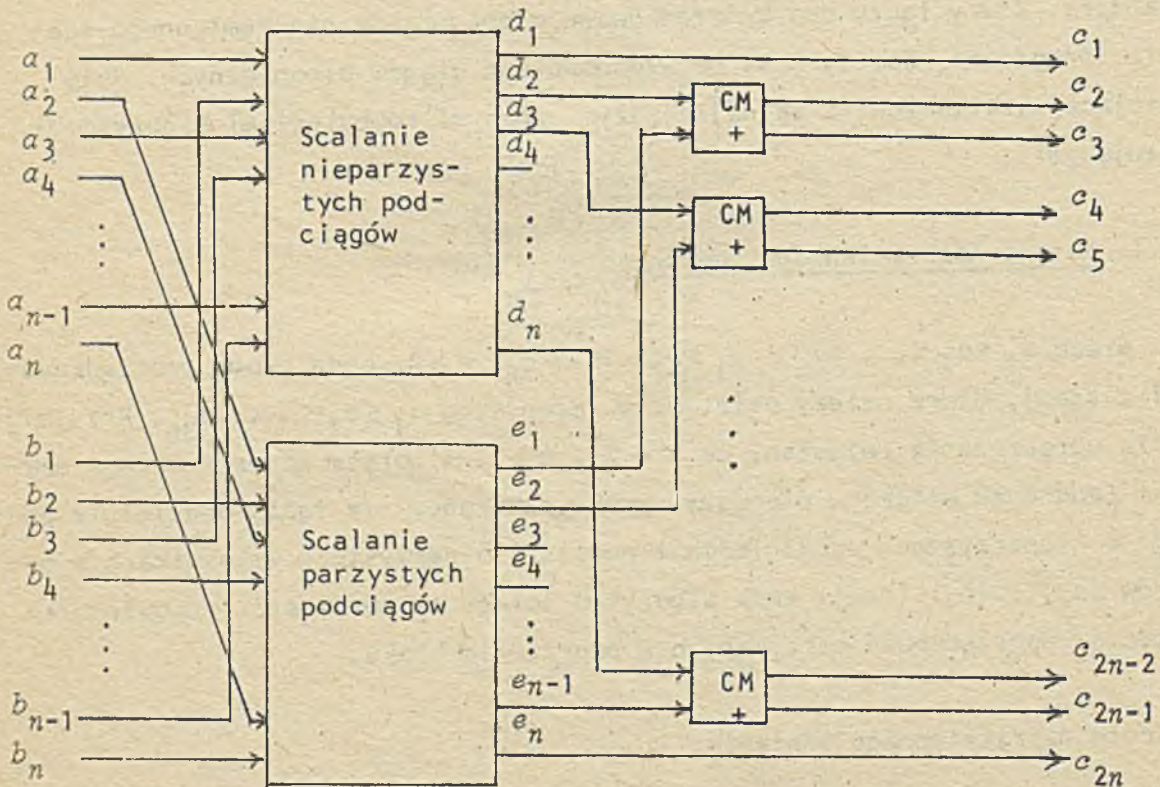 a1
a2
a3
a4
an-1
an
b1
b2
b3
b4
bn-1
bn
Scalanie
nieparzys-
tych pod-
ciągów
d1
d2
d3
d4
dn
Scalanie
parzystych
podciągów
e1
e2
e3
e4
en-1
en
CM
+
CM
+
CM
+
c1
c2
c3
c4
c5
c2n-2
c2n-1
c2n